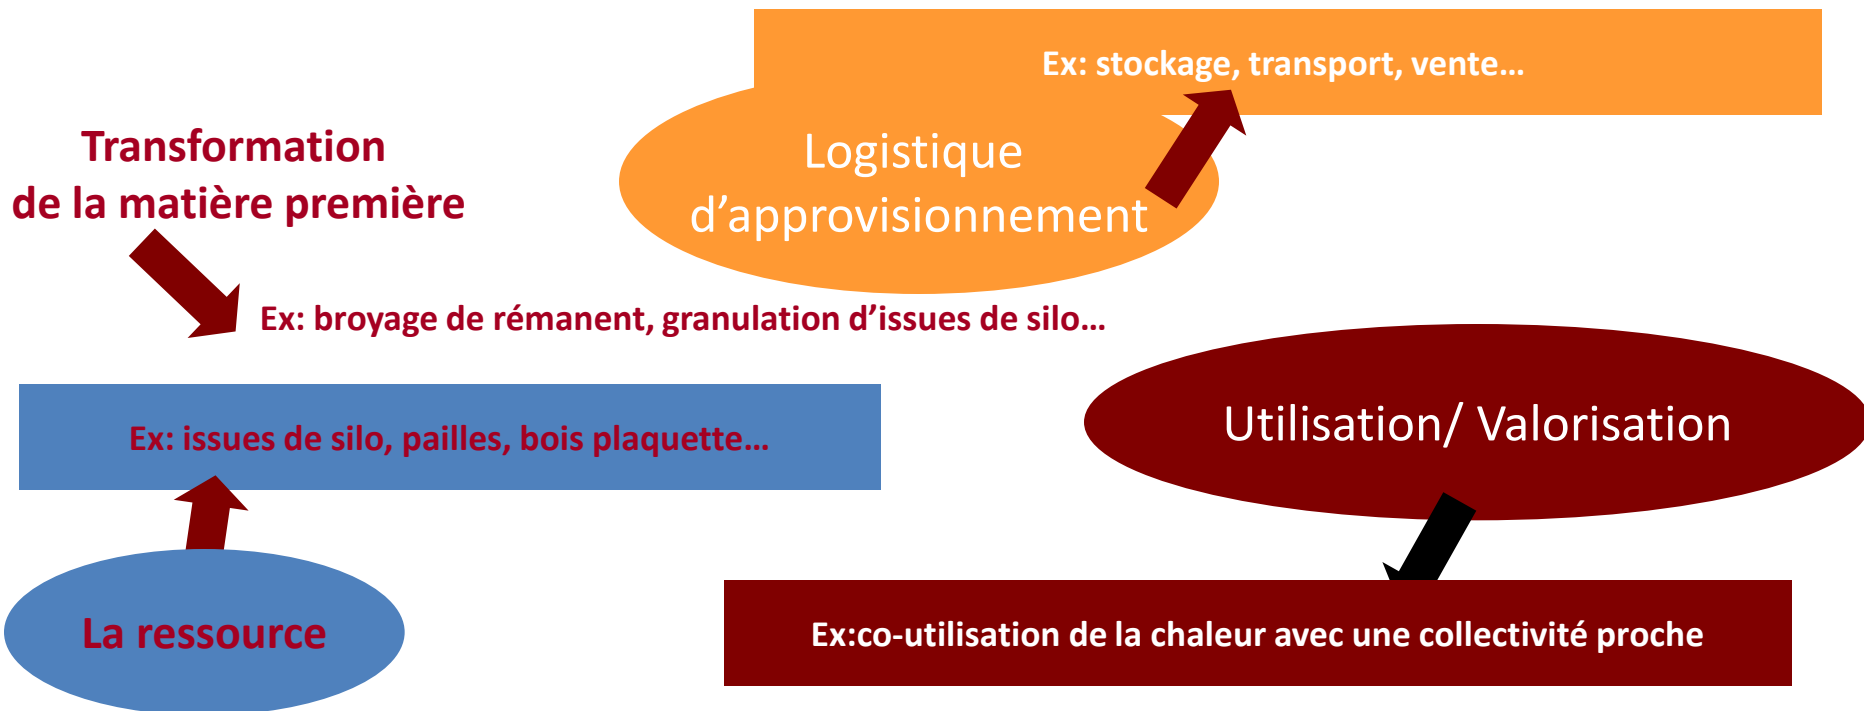 Ex: stockage, transport, vente…
Transformation
de la matière première
Logistique
d’approvisionnement
Ex: broyage de rémanent, granulation d’issues de silo…
Ex: issues de silo, pailles, bois plaquette…
Utilisation/ Valorisation
La ressource
Ex:co-utilisation de la chaleur avec une collectivité proche